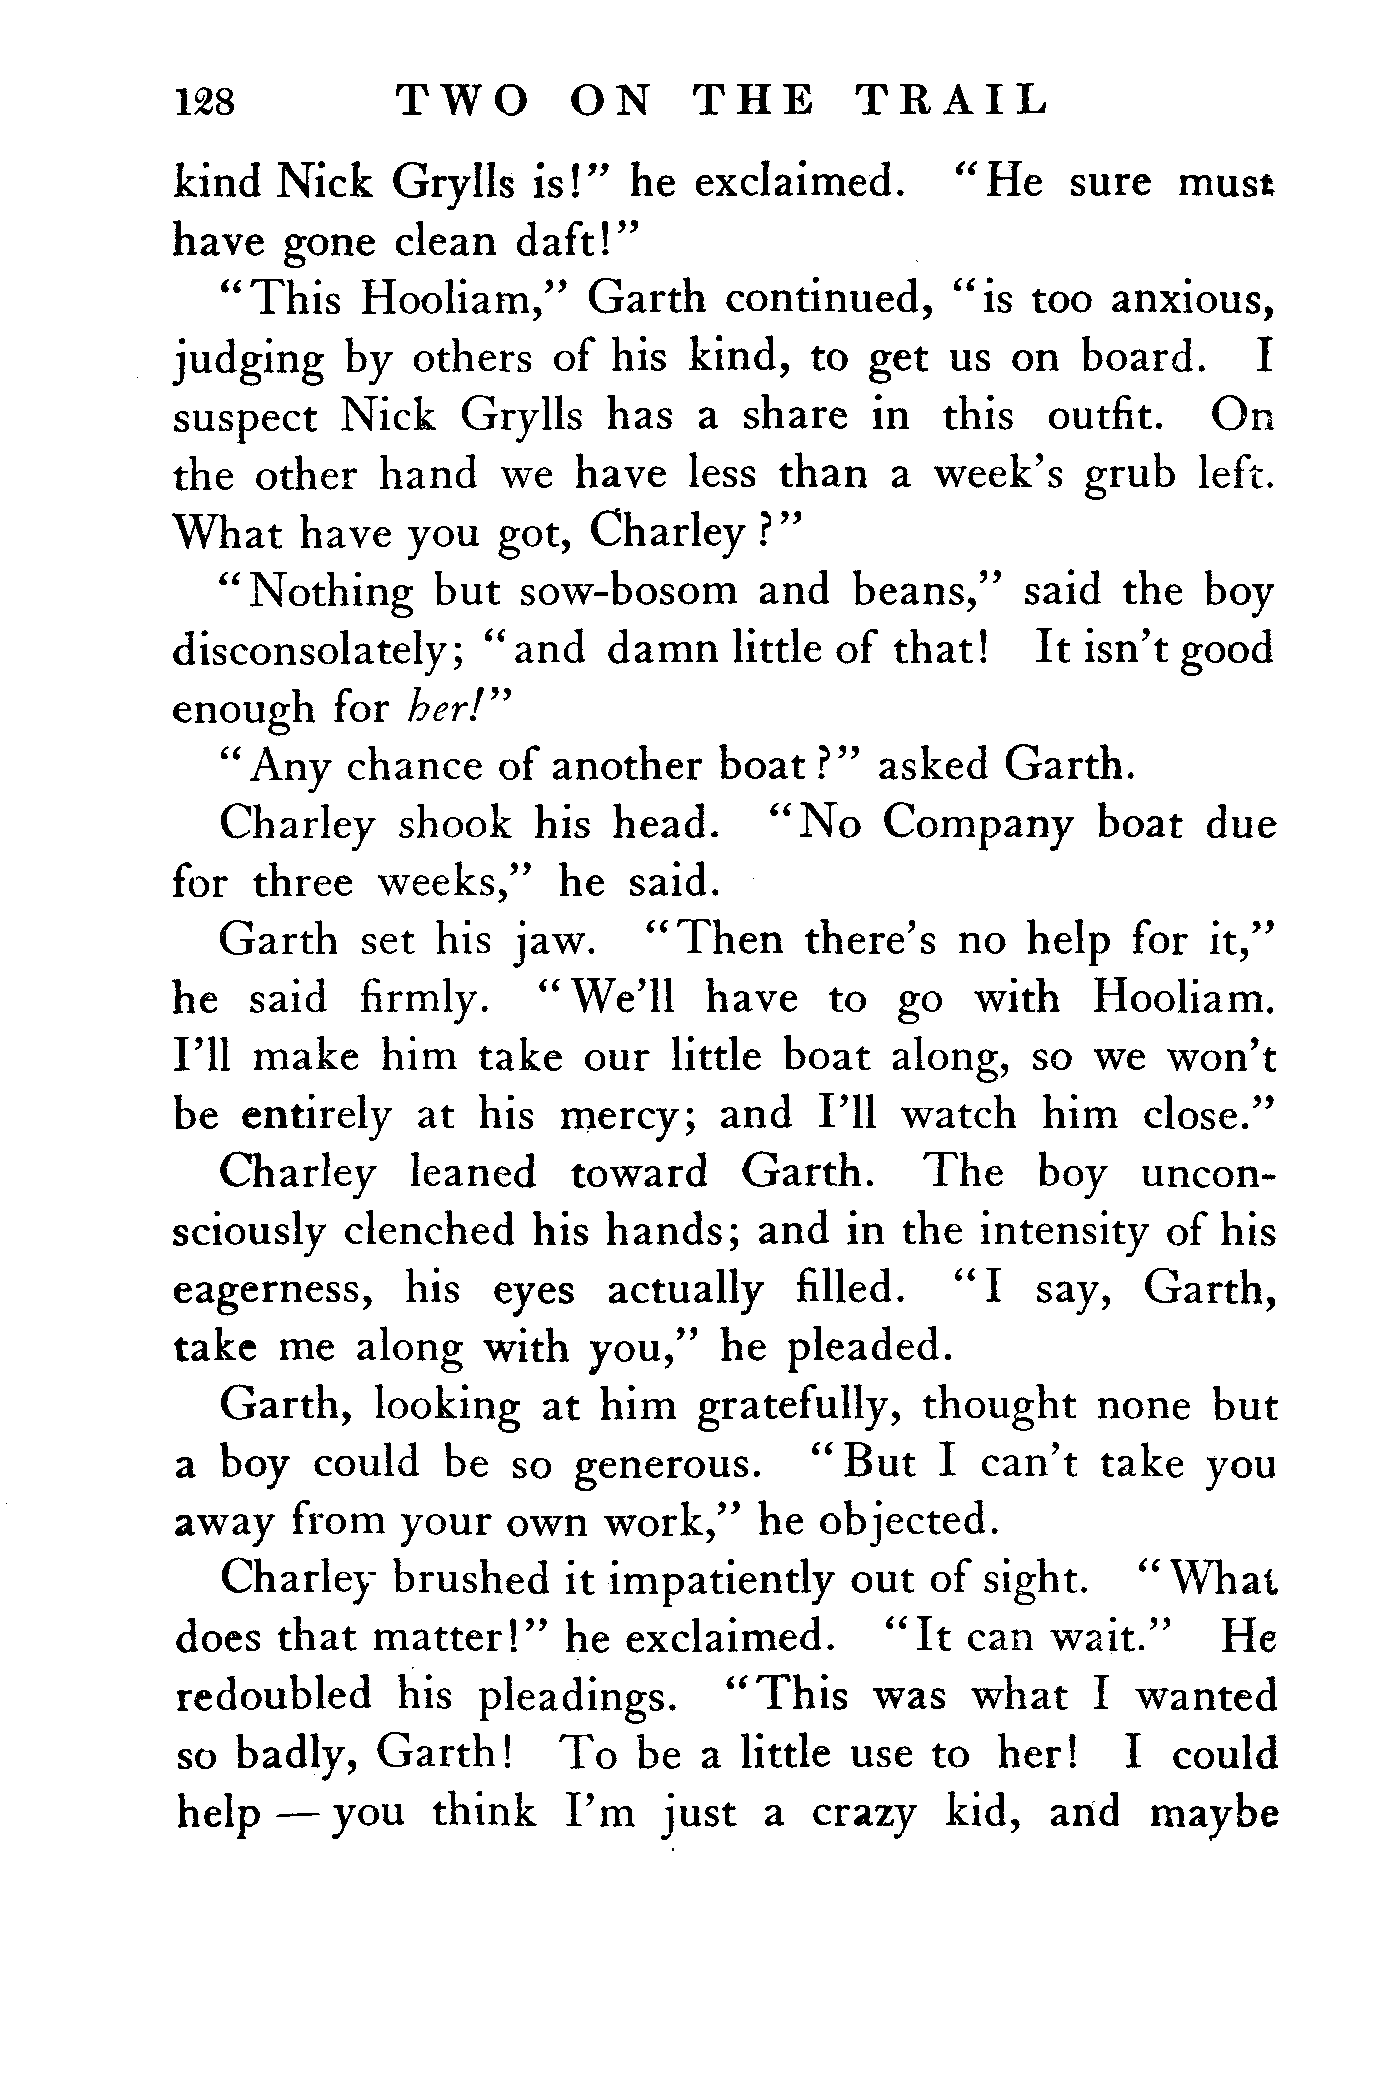 128 TWO ON THE TRAIL
kind Nick Grylls is!” he exclaimed. “He sure must
have gone clean daft!”
“This Hooliam,” Garth continued, “is too anxious,
judging by others of his kind, to get us on board. I
suspect Nick Grylls has a share in this outfit. On
the other hand we have less than a week’s grub left.
What have you got, Charley?”
“Nothing but sow-bosom and beans,” said the boy
disconsolately; “and damn little of that! It isn’t good
enough for her!”
“Any chance of another boat?” asked Garth.
Charley shook his head. “No Company boat due
for three weeks,” he said.
Garth set his jaw. “Then there’s no help for it,”
he said firmly. “We’ll have to go with Hooliam.
I’ll make him take our little boat along, so we won’t
be entirely at his mercy; and I’ll watch him close.”
Charley leaned toward Garth. The boy uncon-
sciously clenched his hands; and in the intensity of his
eagerness, his eyes actually filled. “I say, Garth,
take me along with you,” he pleaded.
Garth, looking at him gratefully, thought none but
a boy could be so generous. “But I can’t take you
away from your own work,” he objected.
Charley brushed it impatiently out of sight. “What
does that matter!” he exclaimed. “It can wait.” He
redoubled his pleadings. “This was what I wanted
so badly, Garth! To be a little use to her! I could
help — you think I’m just a crazy kid, and maybe